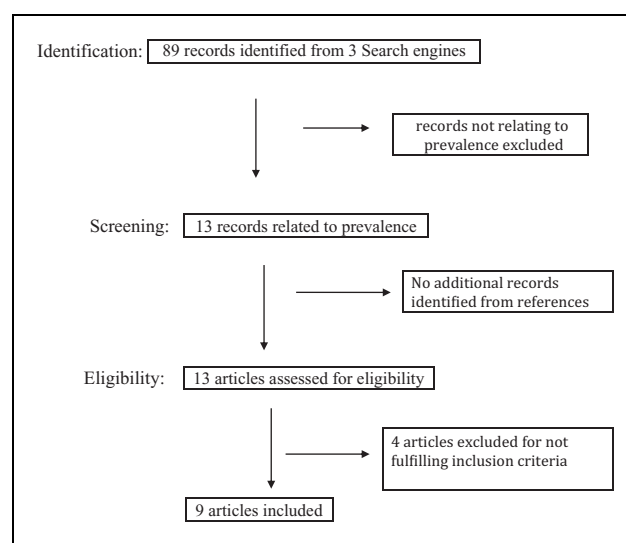 Identification: 89 records identified from 3 Search engines
records not relating to
prevalence excluded
Screening: 13 records related to prevalence
No additional records
identified from references
Eligibility: 13 articles assessed for eligibility
4 articles excluded for not
fulfilling inclusion criteria
9 articles included